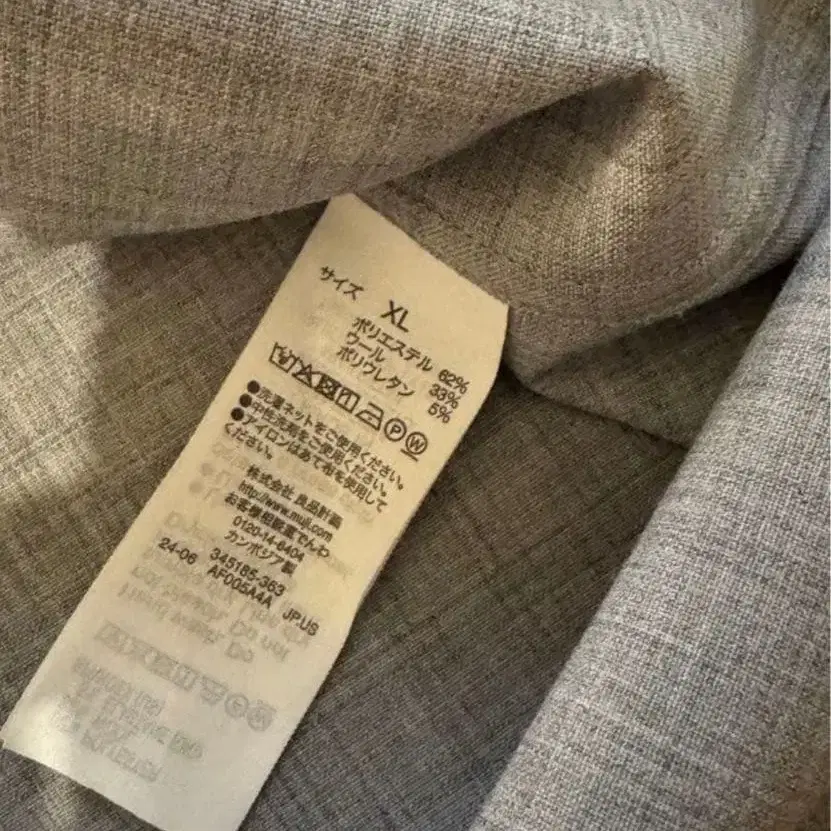 サイズ XL
ポリエステル 62%
ウール 33%
ポリウレタン 5%
P W
●洗濯ネットをご使用ください。
●中性洗剤をご使用ください。
●アイロンはあて布を使用して
ください。
株式会社 良品計画
http://www.muji.com
お客様相談室でんわ
0120-14-6404
カンボジア製
345185-363
24-06 AF005A4A JP.US